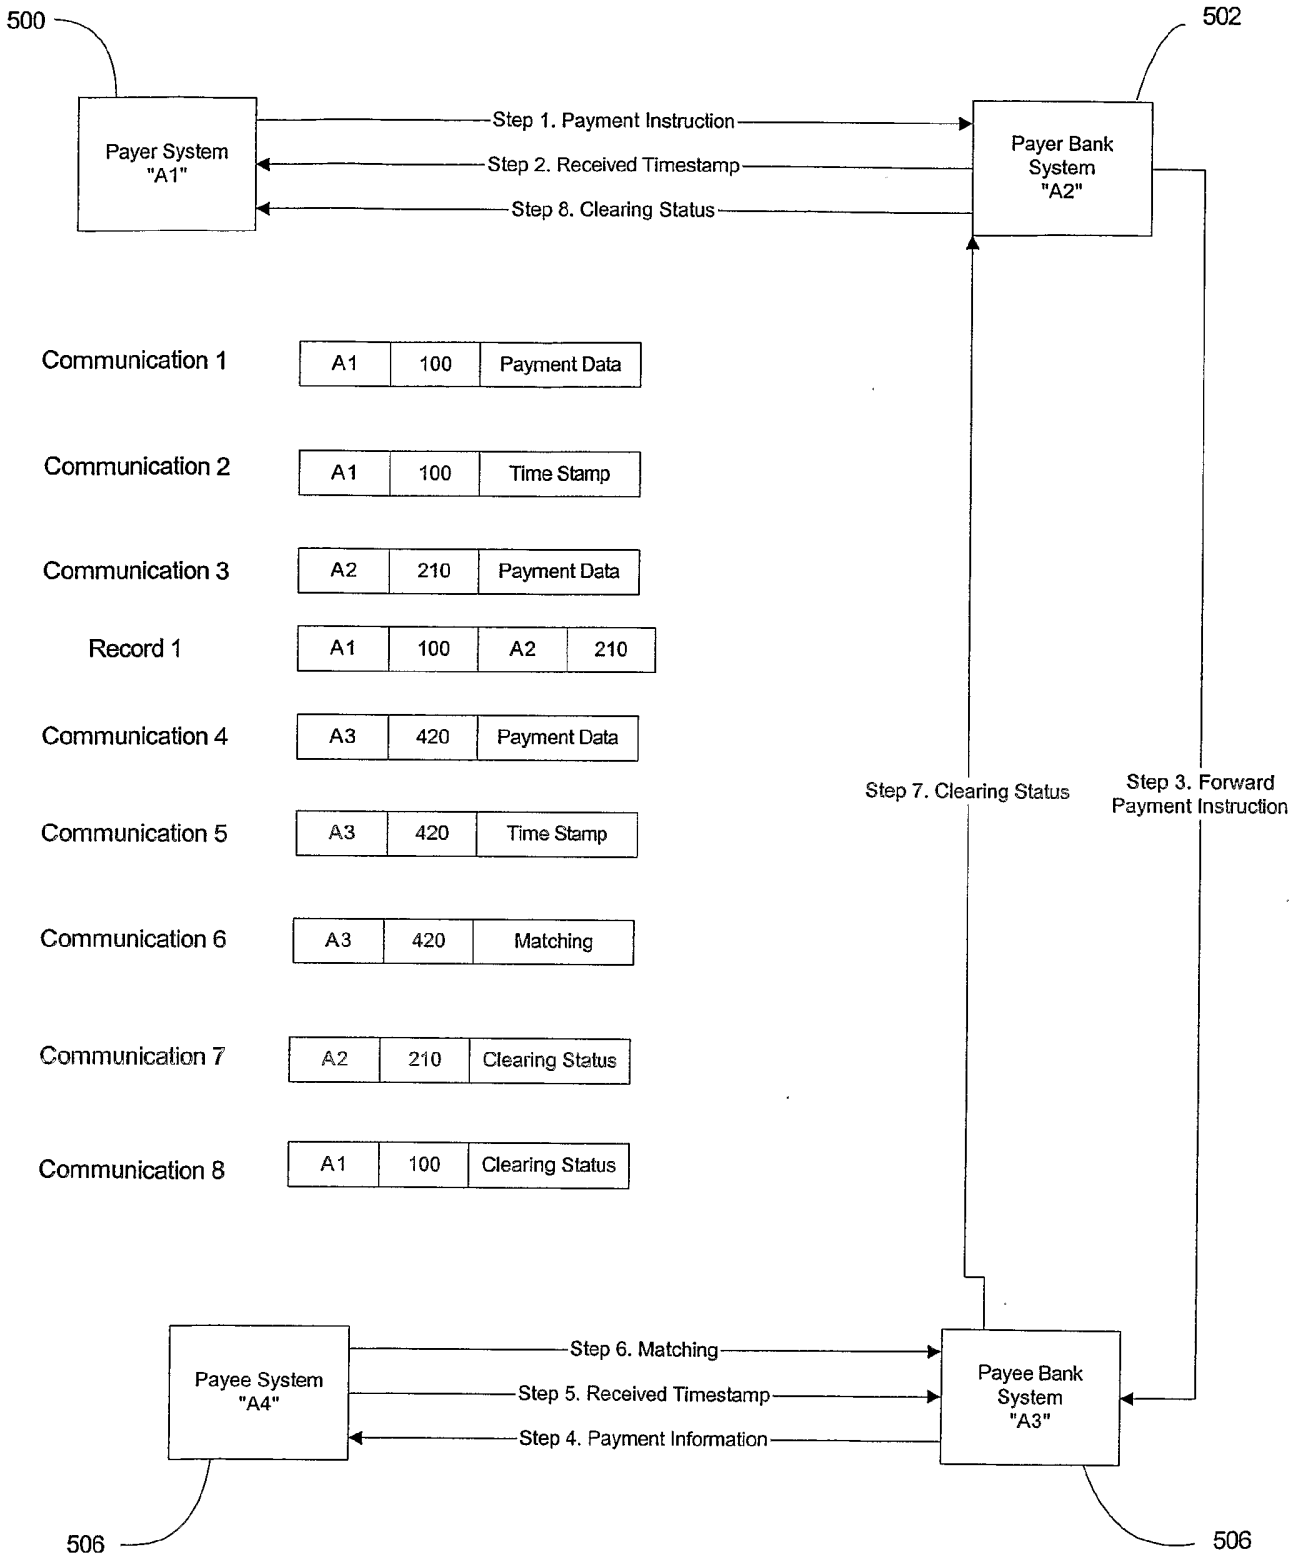 500
502
Payer System
"A1"
Step 1. Payment Instruction
Step 2. Received Timestamp
Step 8. Clearing Status
Payer Bank
System
"A2"
Communication 1
A1 100 Payment Data
Communication 2
A1 100 Time Stamp
Communication 3
A2 210 Payment Data
Record 1
A1 100 A2 210
Communication 4
A3 420 Payment Data
Step 7. Clearing Status
Step 3. Forward
Payment Instruction
Communication 5
A3 420 Time Stamp
Communication 6
A3 420 Matching
Communication 7
A2 210 Clearing Status
Communication 8
A1 100 Clearing Status
Payee System
"A4"
Step 6. Matching
Step 5. Received Timestamp
Step 4. Payment Information
Payee Bank
System
"A3"
506
506